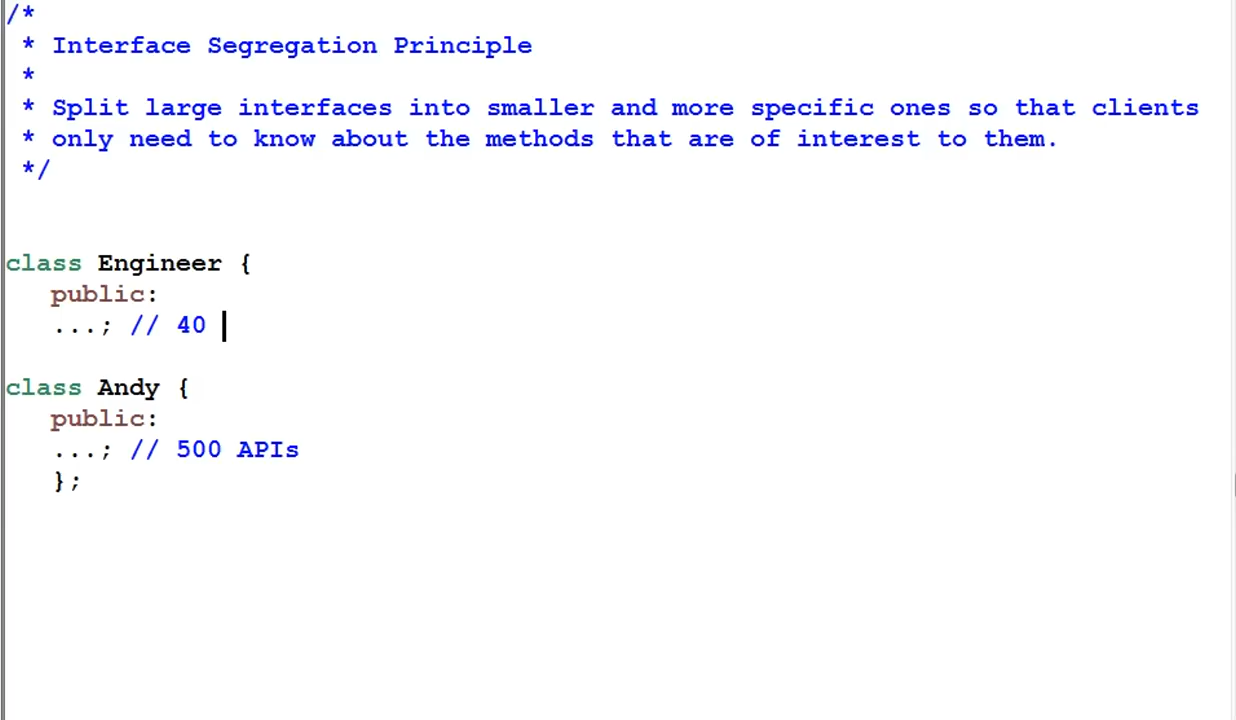 /*
 * Interface Segregation Principle
 *
 * Split large interfaces into smaller and more specific ones so that clients
 * only need to know about the methods that are of interest to them.
 */
class Engineer {
   public:
   ...; // 40
class Andy {
   public:
   ...; // 500 APIs
   };